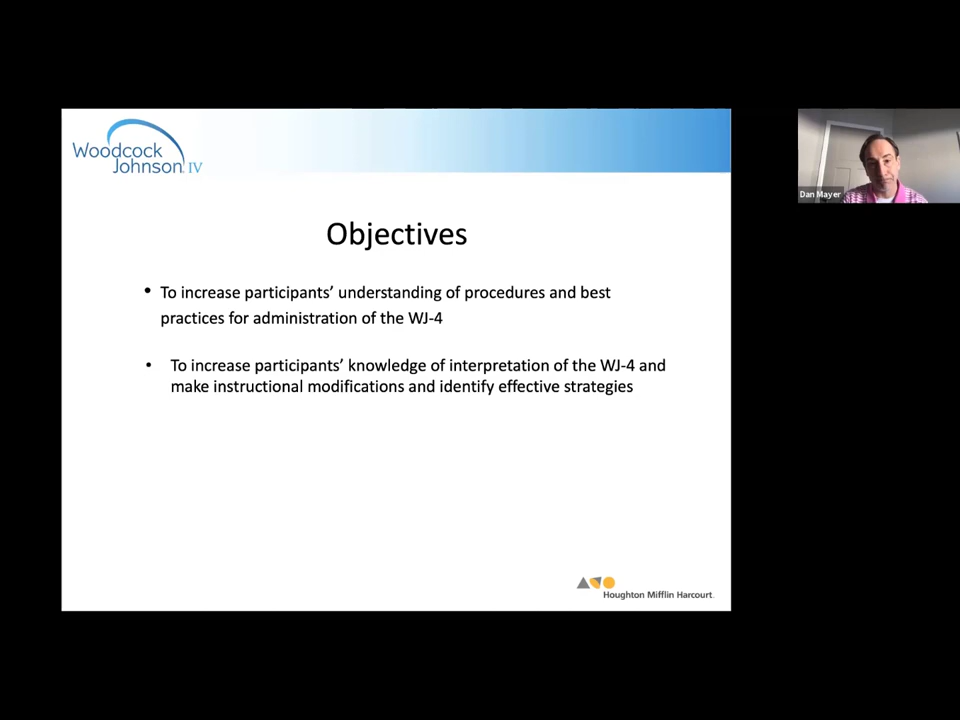 Woodcock
Johnson IV
Objectives
• To increase participants’ understanding of procedures and best
practices for administration of the WJ-4
• To increase participants’ knowledge of interpretation of the WJ-4 and
make instructional modifications and identify effective strategies
Houghton Mifflin Harcourt.
Dan Mayer